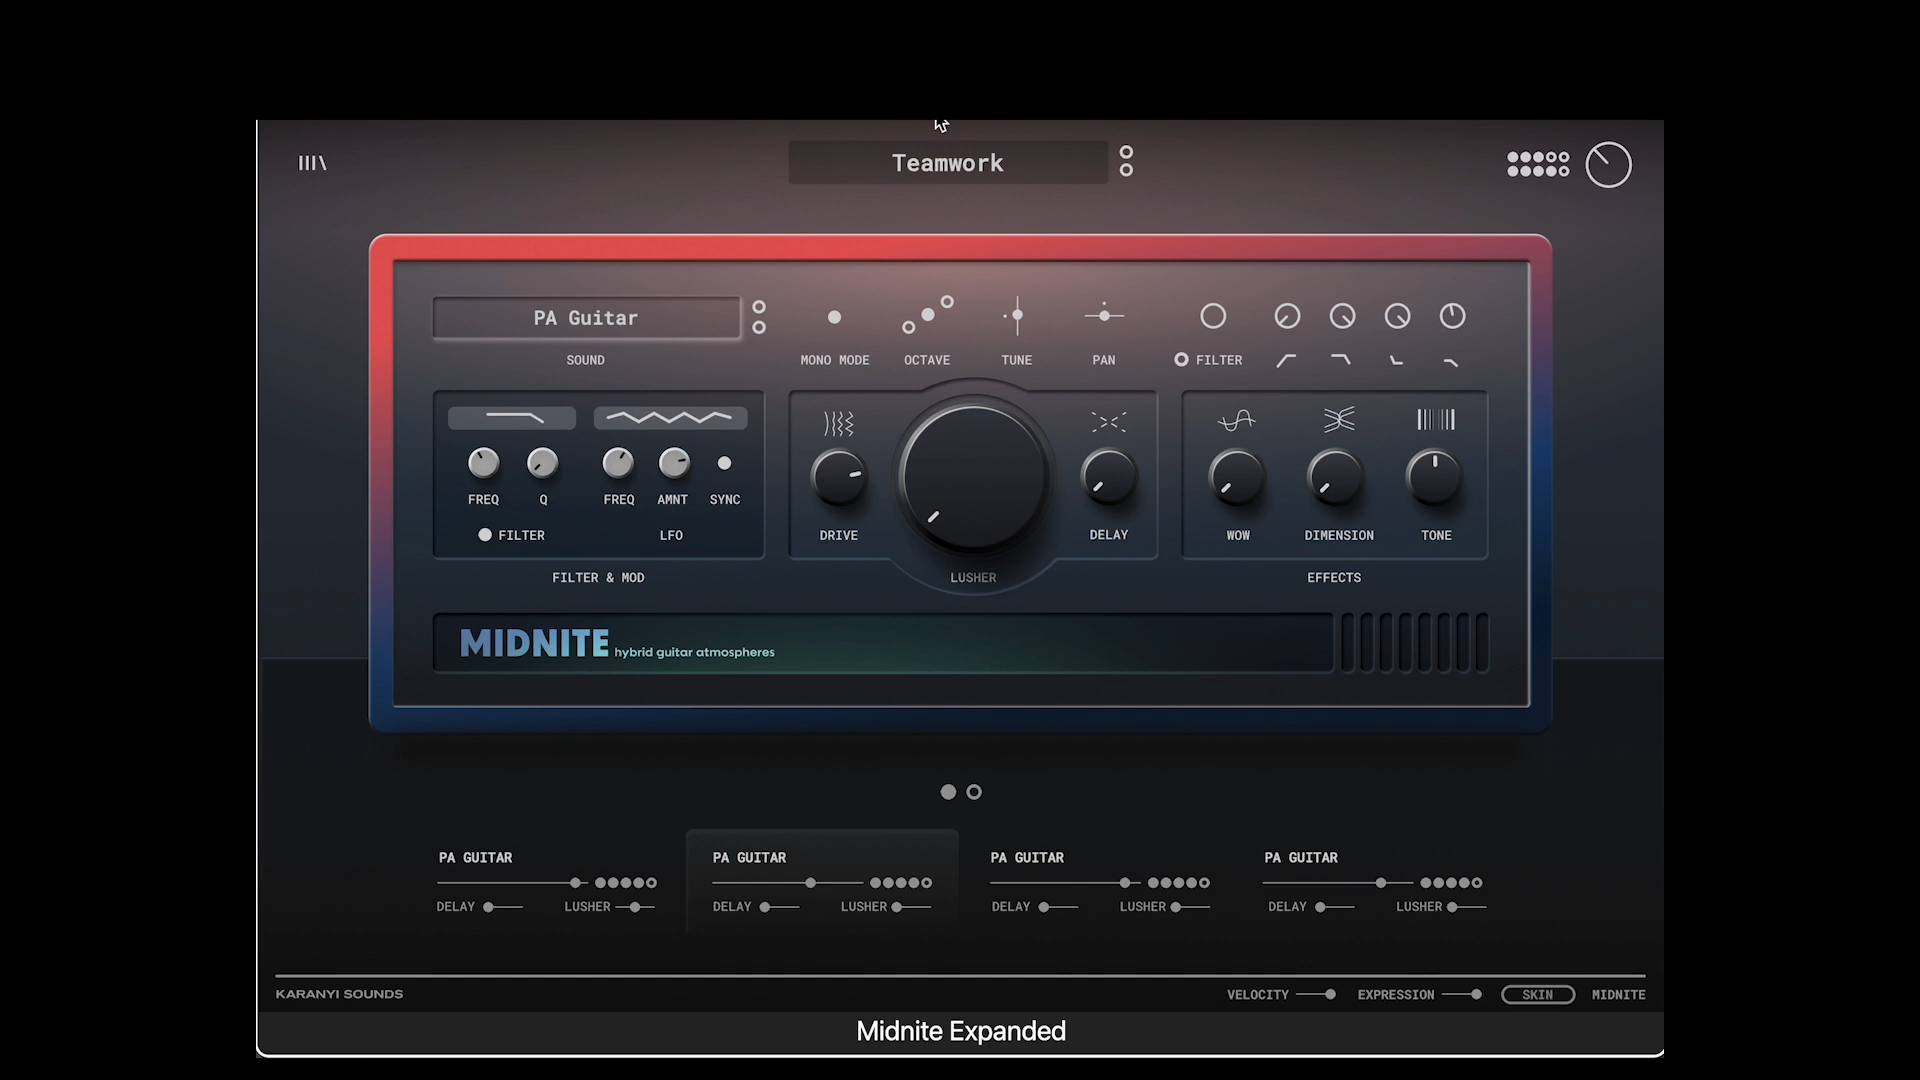 Teamwork
PA Guitar
SOUND
MONO MODE
OCTAVE
TUNE
PAN
FILTER
FREQ
Q
FREQ
AMNT
SYNC
FILTER
LFO
DRIVE
DELAY
WOW
DIMENSION
TONE
FILTER & MOD
LUSHER
EFFECTS
MIDNITE hybrid guitar atmospheres
PA GUITAR
DELAY
LUSHER
PA GUITAR
DELAY
LUSHER
PA GUITAR
DELAY
LUSHER
PA GUITAR
DELAY
LUSHER
KARANYI SOUNDS
VELOCITY
EXPRESSION
SKIN
MIDNITE
Midnite Expanded